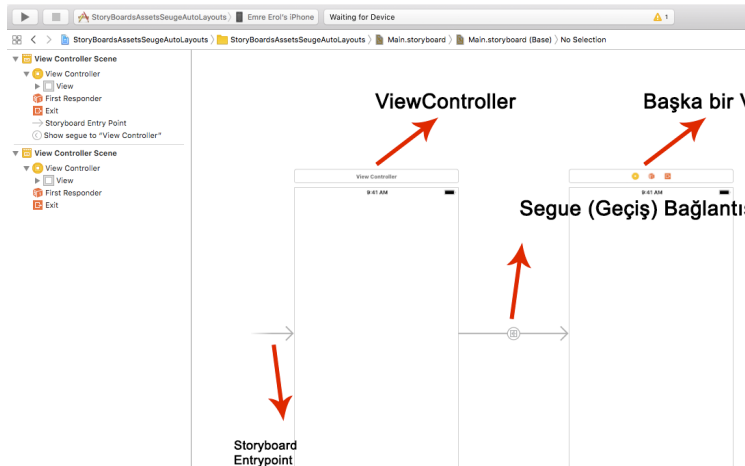 StoryBoardsAssetsSeugeAutoLayouts Emre Erol's iPhone Waiting for Device 1
StoryBoardsAssetsSeugeAutoLayouts StoryBoardsAssetsSeugeAutoLayouts Main.storyboard Main.storyboard (Base) No Selection
View Controller Scene
View Controller
View
First Responder
Exit
Storyboard Entry Point
Show segue to "View Controller"
View Controller Scene
View Controller
View
First Responder
Exit
ViewController
Başka bir V
View Controller
9:41 AM
9:41 AM
Segue (Geçiş) Bağlantıs
Storyboard
Entrypoint